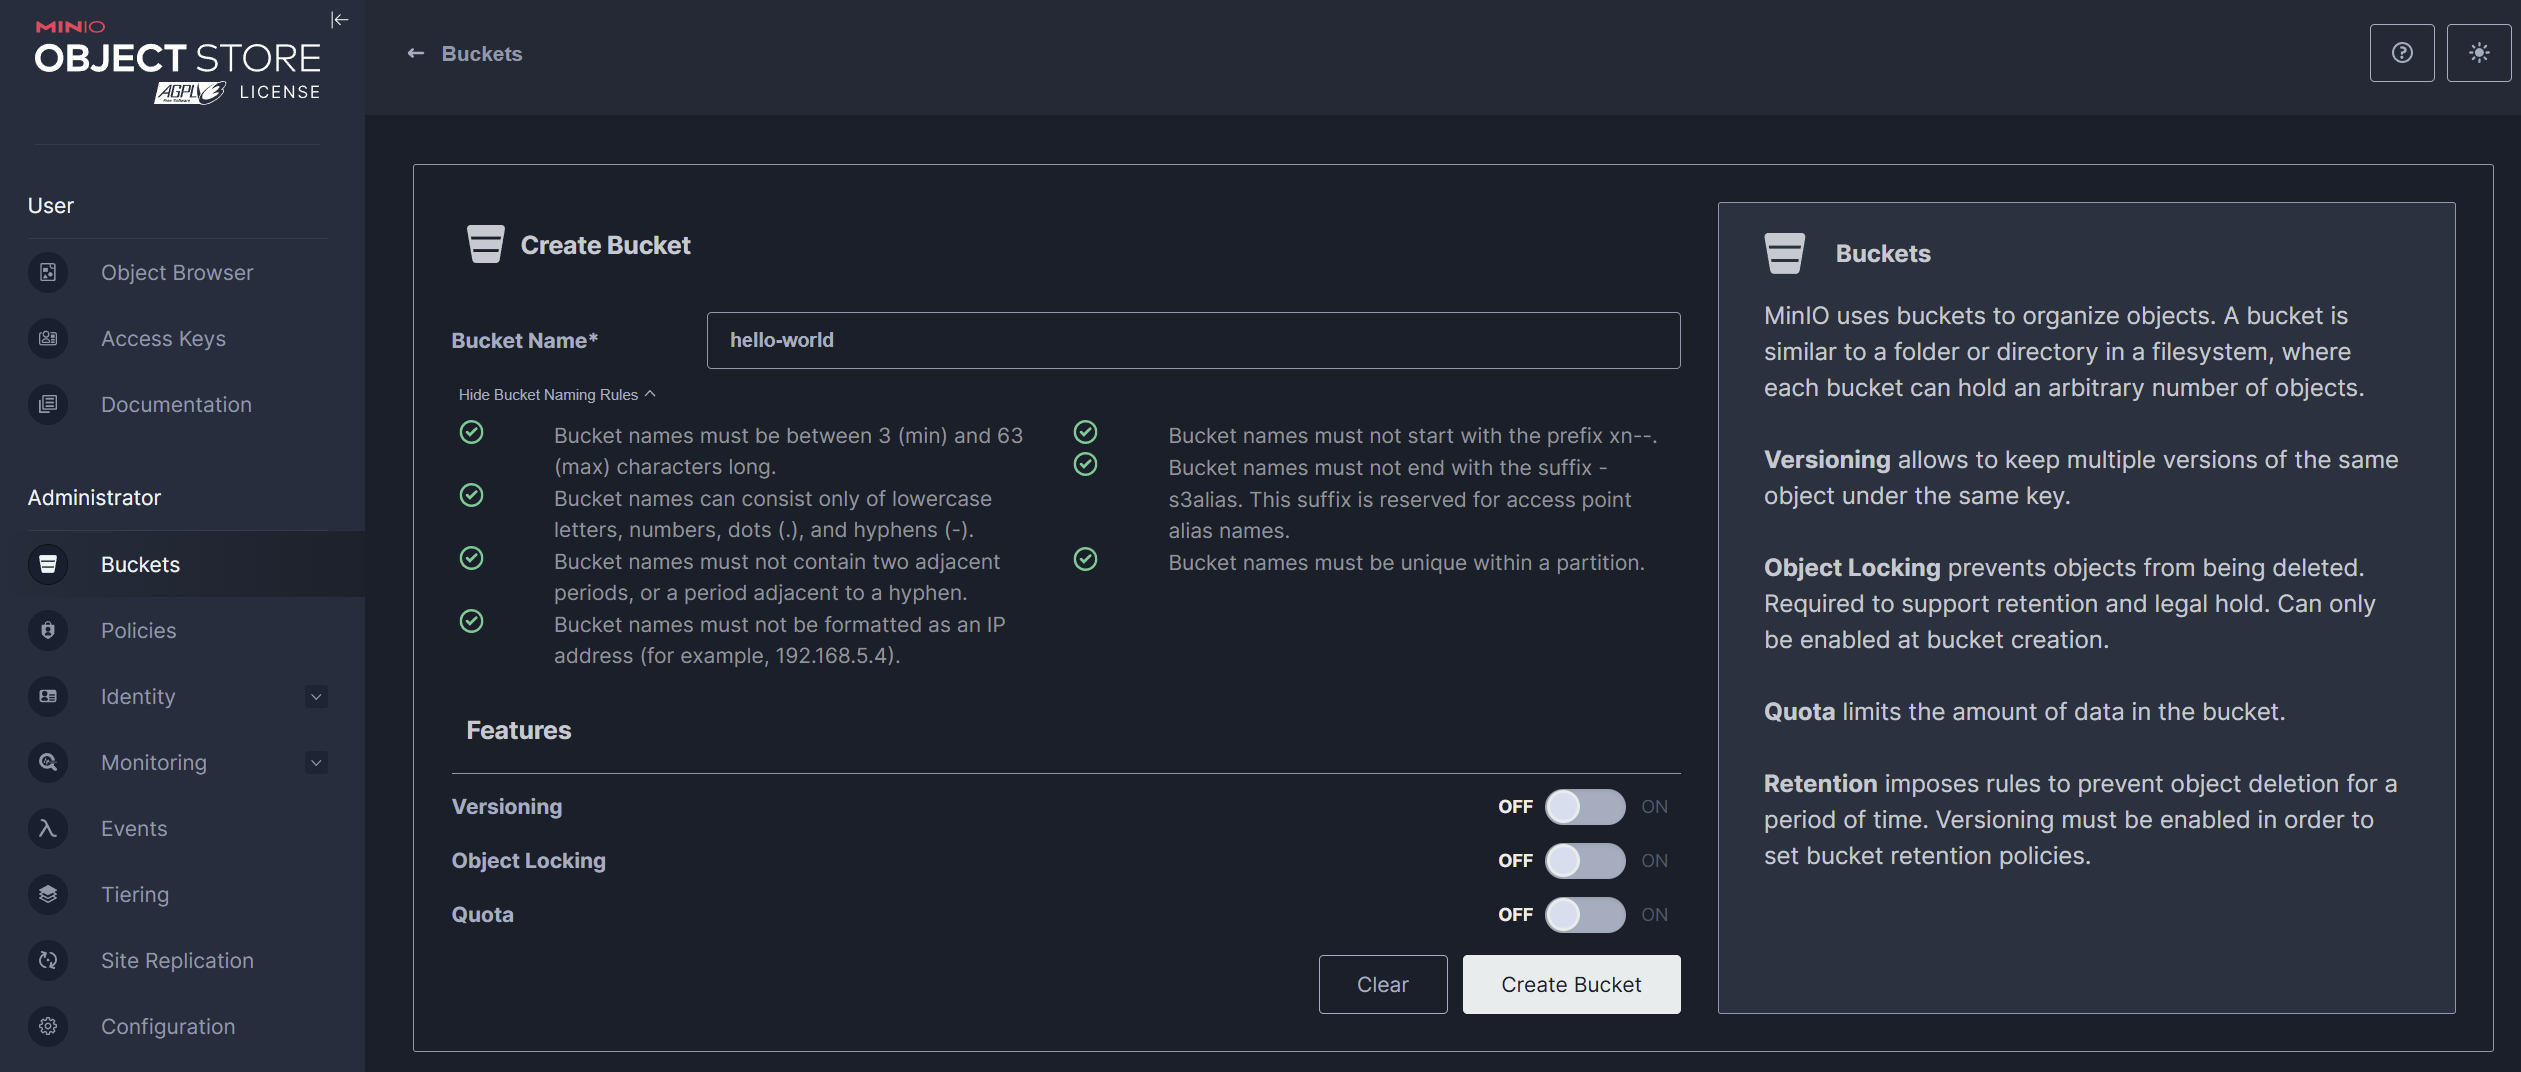 MINIO
OBJECT STORE
AGPL v3 LICENSE
Free Software
User
Object Browser
Access Keys
Documentation
Administrator
Buckets
Policies
Identity
Monitoring
Events
Tiering
Site Replication
Configuration
Buckets
Create Bucket
Bucket Name*
hello-world
Hide Bucket Naming Rules
Bucket names must be between 3 (min) and 63
(max) characters long.
Bucket names can consist only of lowercase
letters, numbers, dots (.), and hyphens (-).
Bucket names must not contain two adjacent
periods, or a period adjacent to a hyphen.
Bucket names must not be formatted as an IP
address (for example, 192.168.5.4).
Bucket names must not start with the prefix xn--.
Bucket names must not end with the suffix -
s3alias. This suffix is reserved for access point
alias names.
Bucket names must be unique within a partition.
Features
Versioning
OFF ON
Object Locking
OFF ON
Quota
OFF ON
Clear
Create Bucket
Buckets
MinIO uses buckets to organize objects. A bucket is
similar to a folder or directory in a filesystem, where
each bucket can hold an arbitrary number of objects.
Versioning allows to keep multiple versions of the same
object under the same key.
Object Locking prevents objects from being deleted.
Required to support retention and legal hold. Can only
be enabled at bucket creation.
Quota limits the amount of data in the bucket.
Retention imposes rules to prevent object deletion for a
period of time. Versioning must be enabled in order to
set bucket retention policies.